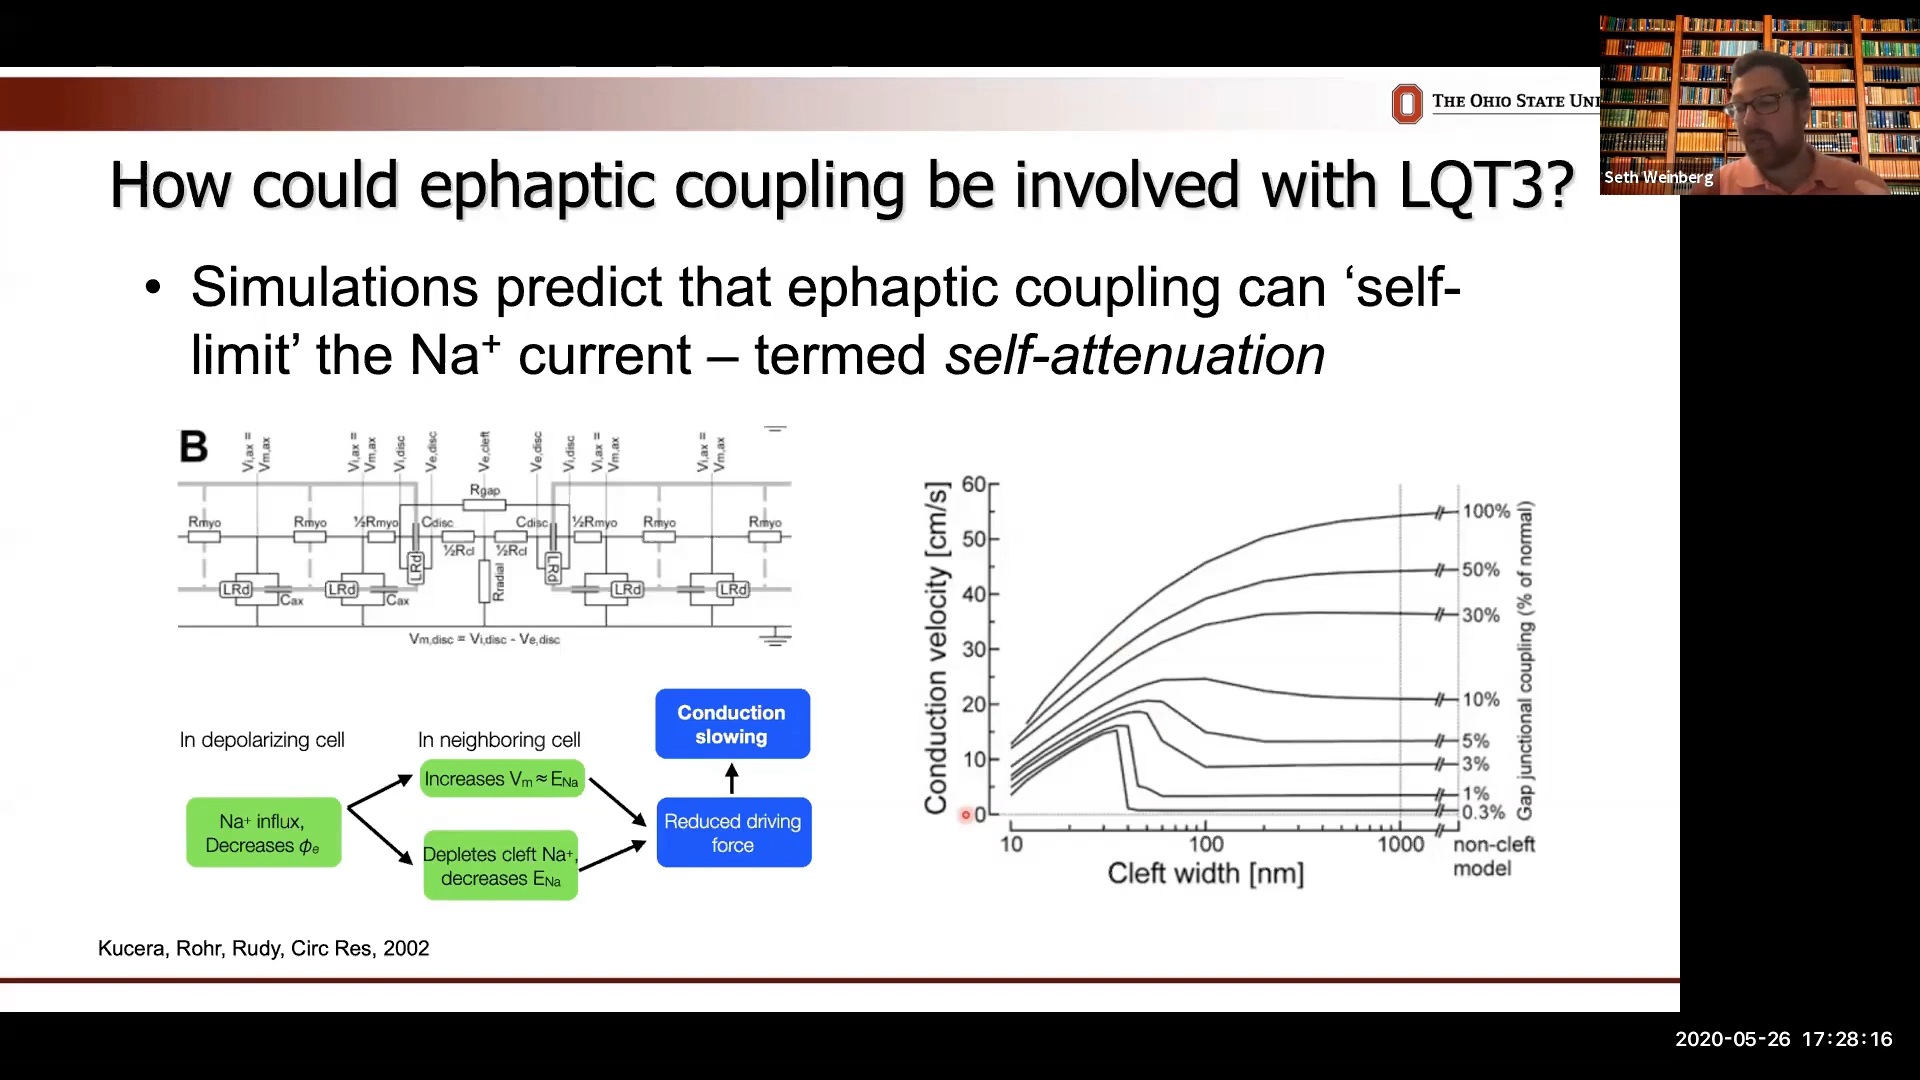 THE OHIO STATE UNI
Seth Weinberg
How could ephaptic coupling be involved with LQT3?
• Simulations predict that ephaptic coupling can ‘self-
limit’ the Na⁺ current – termed self-attenuation
B
Vi,ax =
Vm,ax
Vi,ax =
Vm,ax
Vi,disc
Ve,disc
Ve,cleft
Ve,disc
Vi,disc
Vi,ax =
Vm,ax
Vi,ax =
Vm,ax
Rgap
Rmyo
Rmyo
½Rmyo
Cdisc
Cdisc
½Rmyo
Rmyo
Rmyo
½Rcl
½Rcl
LRd
LRd
Rradial
LRd
Cax
LRd
Cax
LRd
LRd
Vm,disc = Vi,disc - Ve,disc
In depolarizing cell
In neighboring cell
Conduction
slowing
Increases Vm ≈ ENa
Na+ influx,
Decreases ϕe
Depletes cleft Na+,
decreases ENa
Reduced driving
force
Conduction velocity [cm/s]
60
50
40
30
20
10
0
100%
50%
30%
10%
5%
3%
1%
0.3%
Gap junctional coupling (% of normal)
10
100
1000
non-cleft
model
Cleft width [nm]
Kucera, Rohr, Rudy, Circ Res, 2002
2020-05-26 17:28:16